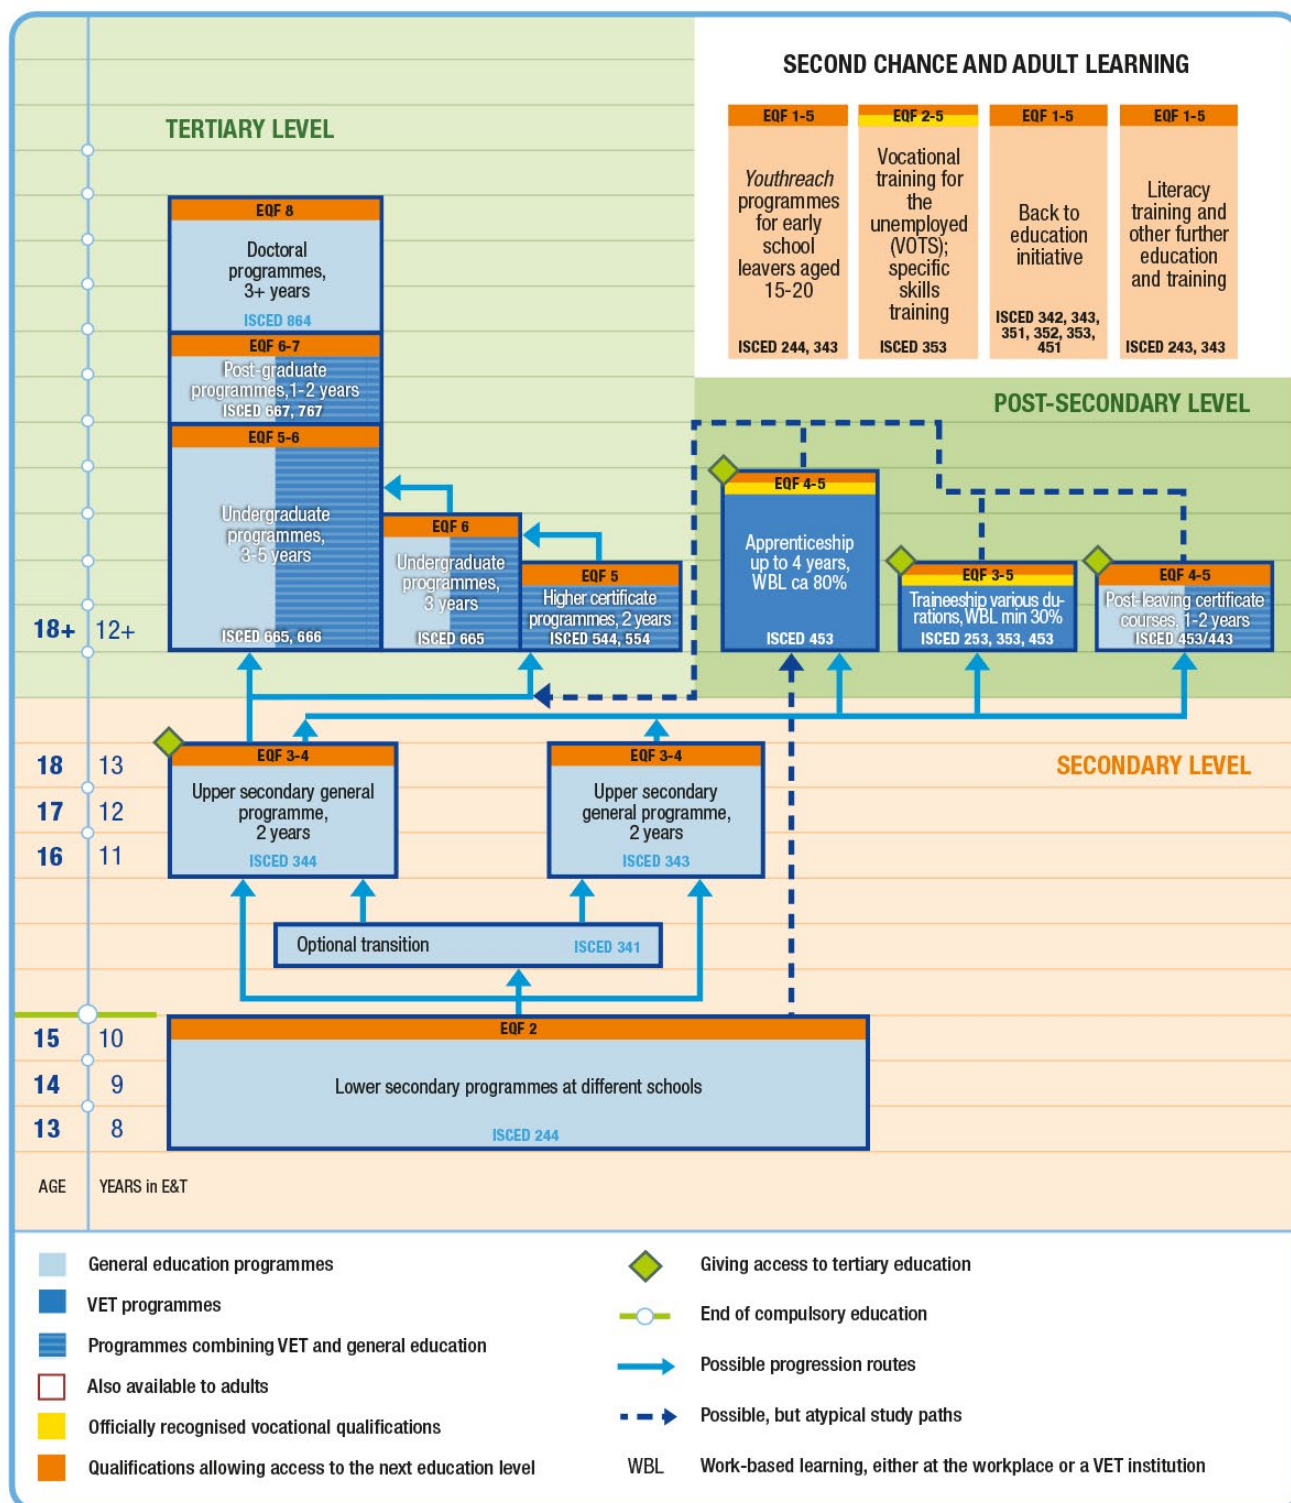 SECOND CHANCE AND ADULT LEARNING
EQF 1-5
Youthreach
programmes
for early
school
leavers aged
15-20
ISCED 244, 343
EQF 2-5
Vocational
training for
the
unemployed
(VOTS);
specific
skills
training
ISCED 353
EQF 1-5
Back to
education
initiative
ISCED 342, 343,
351, 352, 353,
451
EQF 1-5
Literacy
training and
other further
education
and training
ISCED 243, 343
TERTIARY LEVEL
EQF 8
Doctoral
programmes,
3+ years
ISCED 864
EQF 6-7
Post-graduate
programmes, 1-2 years
ISCED 667, 767
EQF 5-6
Undergraduate
programmes,
3-5 years
ISCED 665, 666
EQF 6
Undergraduate
programmes,
3 years
ISCED 665
EQF 5
Higher certificate
programmes, 2 years
ISCED 544, 554
POST-SECONDARY LEVEL
EQF 4-5
Apprenticeship
up to 4 years,
WBL ca 80%
ISCED 453
EQF 3-5
Traineeship various du-
rations, WBL min 30%
ISCED 253, 353, 453
EQF 4-5
Post-leaving certificate
courses, 1-2 years
ISCED 453/443
18+ 12+
SECONDARY LEVEL
18 13
17 12
16 11
EQF 3-4
Upper secondary general
programme,
2 years
ISCED 344
EQF 3-4
Upper secondary
general programme,
2 years
ISCED 343
Optional transition ISCED 341
15 10
14 9
13 8
EQF 2
Lower secondary programmes at different schools
ISCED 244
AGE YEARS in E&T
General education programmes
VET programmes
Programmes combining VET and general education
Also available to adults
Officially recognised vocational qualifications
Qualifications allowing access to the next education level
Giving access to tertiary education
End of compulsory education
Possible progression routes
Possible, but atypical study paths
WBL Work-based learning, either at the workplace or a VET institution